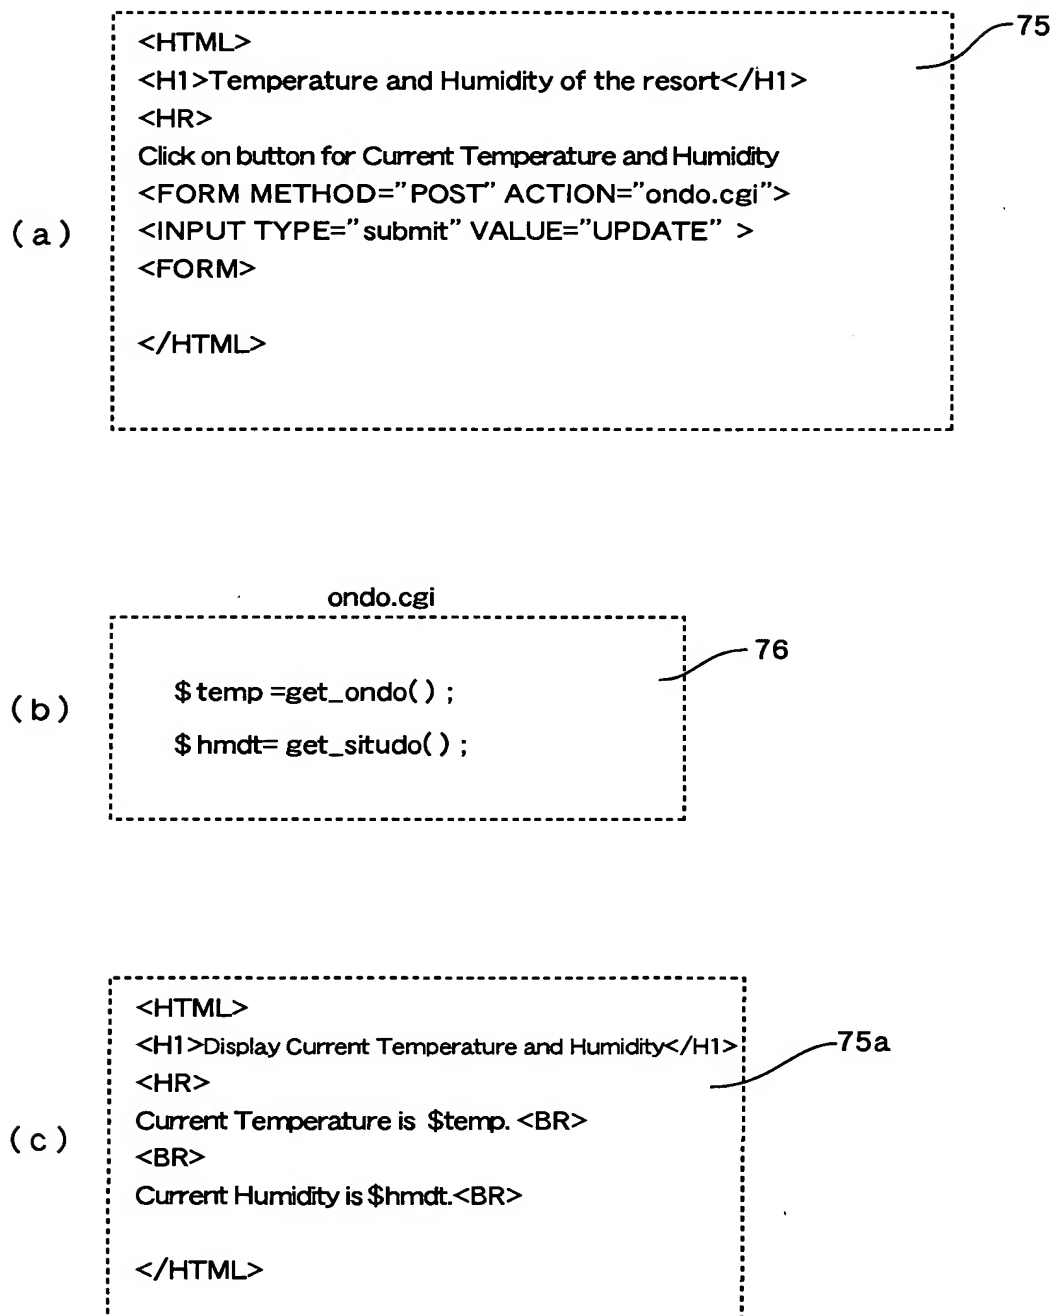 75
<HTML>
<H1>Temperature and Humidity of the resort</H1>
<HR>
Click on button for Current Temperature and Humidity
<FORM METHOD="POST" ACTION="ondo.cgi">
(a)
<INPUT TYPE="submit" VALUE="UPDATE" >
<FORM>
</HTML>
ondo.cgi
76
(b)
$temp =get_ondo( ) ;
$hmdt= get_situdo( ) ;
<HTML>
<H1>Display Current Temperature and Humidity</H1>
75a
<HR>
Current Temperature is $temp. <BR>
(c)
<BR>
Current Humidity is $hmdt.<BR>
</HTML>